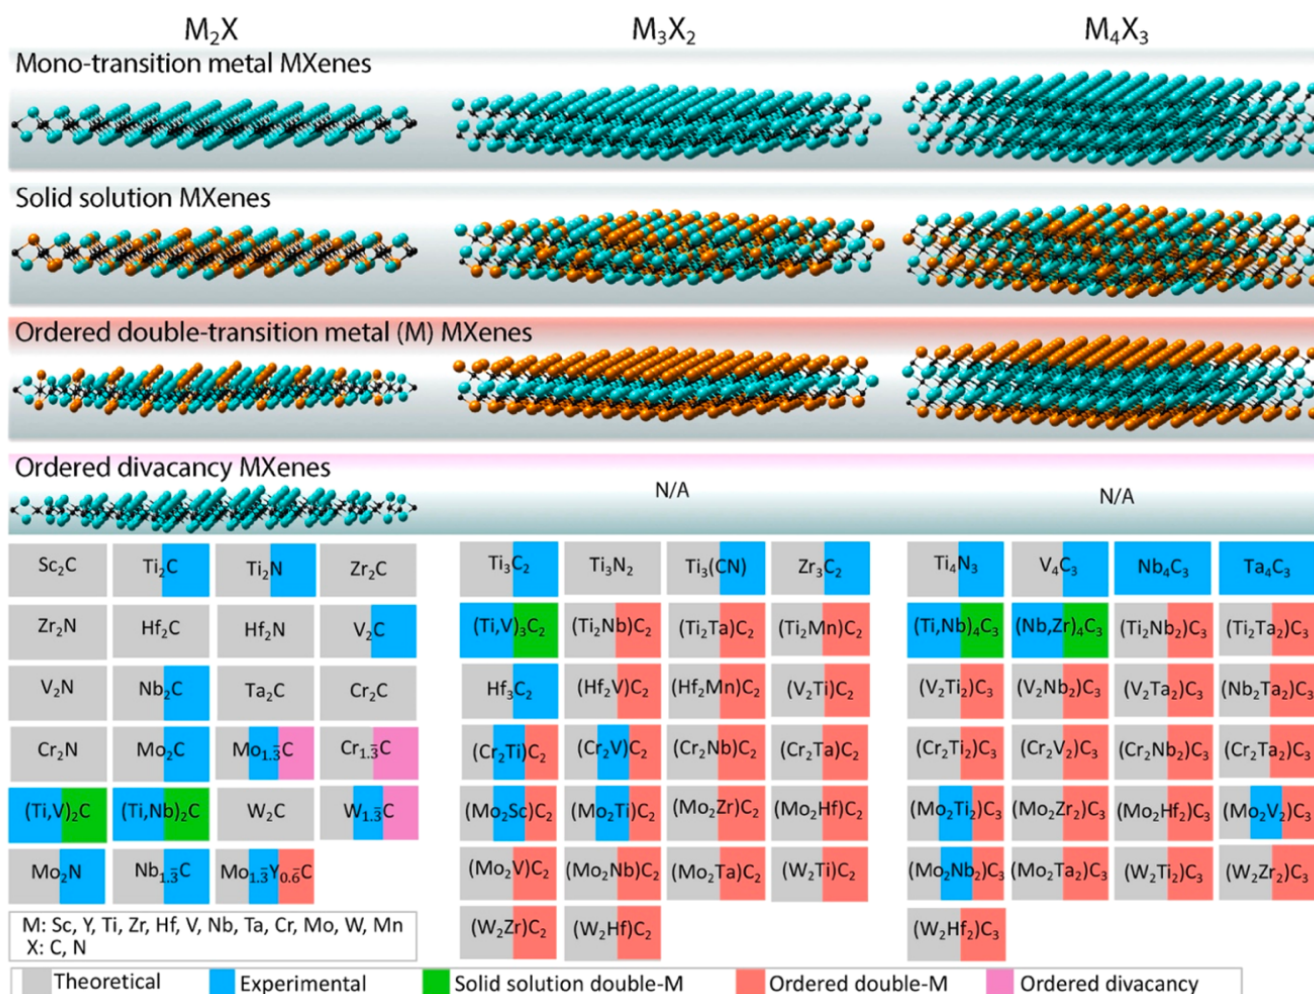 M₂X M₃X₂ M₄X₃
Mono-transition metal MXenes
Solid solution MXenes
Ordered double-transition metal (M) MXenes
Ordered divacancy MXenes
N/A N/A
Sc₂C Ti₂C Ti₂N Zr₂C Ti₃C₂ Ti₃N₂ Ti₃(CN) Zr₃C₂ Ti₄N₃ V₄C₃ Nb₄C₃ Ta₄C₃
Zr₂N Hf₂C Hf₂N V₂C (Ti,V)₃C₂ (Ti₂Nb)C₂ (Ti₂Ta)C₂ (Ti₂Mn)C₂ (Ti,Nb)₄C₃ (Nb,Zr)₄C₃ (Ti₂Nb₂)C₃ (Ti₂Ta₂)C₃
V₂N Nb₂C Ta₂C Cr₂C Hf₃C₂ (Hf₂V)C₂ (Hf₂Mn)C₂ (V₂Ti)C₂ (V₂Ti₂)C₃ (V₂Nb₂)C₃ (V₂Ta₂)C₃ (Nb₂Ta₂)C₃
Cr₂N Mo₂C Mo₁.₃̅C Cr₁.₃̅C (Cr₂Ti)C₂ (Cr₂V)C₂ (Cr₂Nb)C₂ (Cr₂Ta)C₂ (Cr₂Ti₂)C₃ (Cr₂V₂)C₃ (Cr₂Nb₂)C₃ (Cr₂Ta₂)C₃
(Ti,V)₂C (Ti,Nb)₂C W₂C W₁.₃̅C (Mo₂Sc)C₂ (Mo₂Ti)C₂ (Mo₂Zr)C₂ (Mo₂Hf)C₂ (Mo₂Ti₂)C₃ (Mo₂Zr₂)C₃ (Mo₂Hf₂)C₃ (Mo₂V₂)C₃
Mo₂N Nb₁.₃̅C Mo₁.₃̅Y₀.₆̅C (Mo₂V)C₂ (Mo₂Nb)C₂ (Mo₂Ta)C₂ (W₂Ti)C₂ (Mo₂Nb₂)C₃ (Mo₂Ta₂)C₃ (W₂Ti₂)C₃ (W₂Zr₂)C₃
(W₂Zr)C₂ (W₂Hf)C₂ (W₂Hf₂)C₃
M: Sc, Y, Ti, Zr, Hf, V, Nb, Ta, Cr, Mo, W, Mn
X: C, N
Theoretical Experimental Solid solution double-M Ordered double-M Ordered divacancy